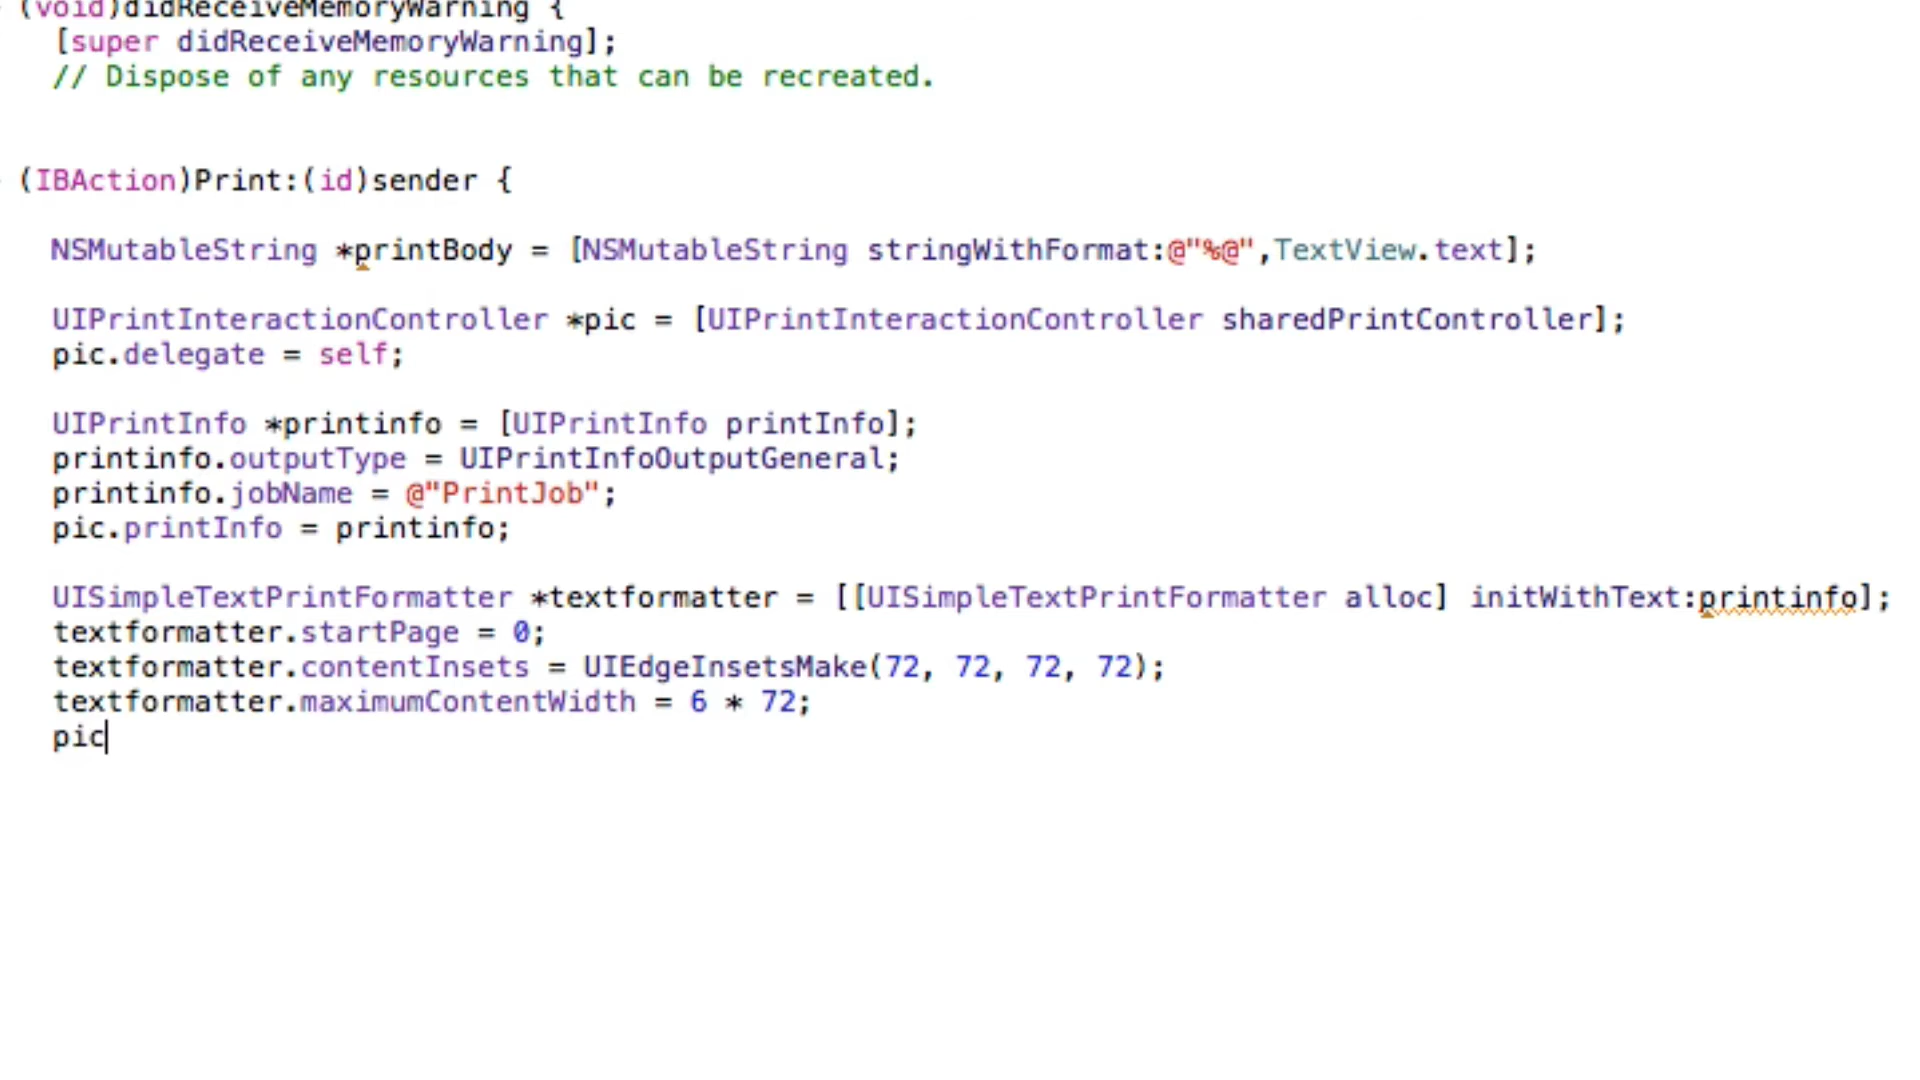 (void)didReceiveMemoryWarning {
[super didReceiveMemoryWarning];
// Dispose of any resources that can be recreated.
(IBAction)Print:(id)sender {
NSMutableString *printBody = [NSMutableString stringWithFormat:@"%@",TextView.text];
UIPrintInteractionController *pic = [UIPrintInteractionController sharedPrintController];
pic.delegate = self;
UIPrintInfo *printinfo = [UIPrintInfo printInfo];
printinfo.outputType = UIPrintInfoOutputGeneral;
printinfo.jobName = @"PrintJob";
pic.printInfo = printinfo;
UISimpleTextPrintFormatter *textformatter = [[UISimpleTextPrintFormatter alloc] initWithText:printinfo];
textformatter.startPage = 0;
textformatter.contentInsets = UIEdgeInsetsMake(72, 72, 72, 72);
textformatter.maximumContentWidth = 6 * 72;
pic